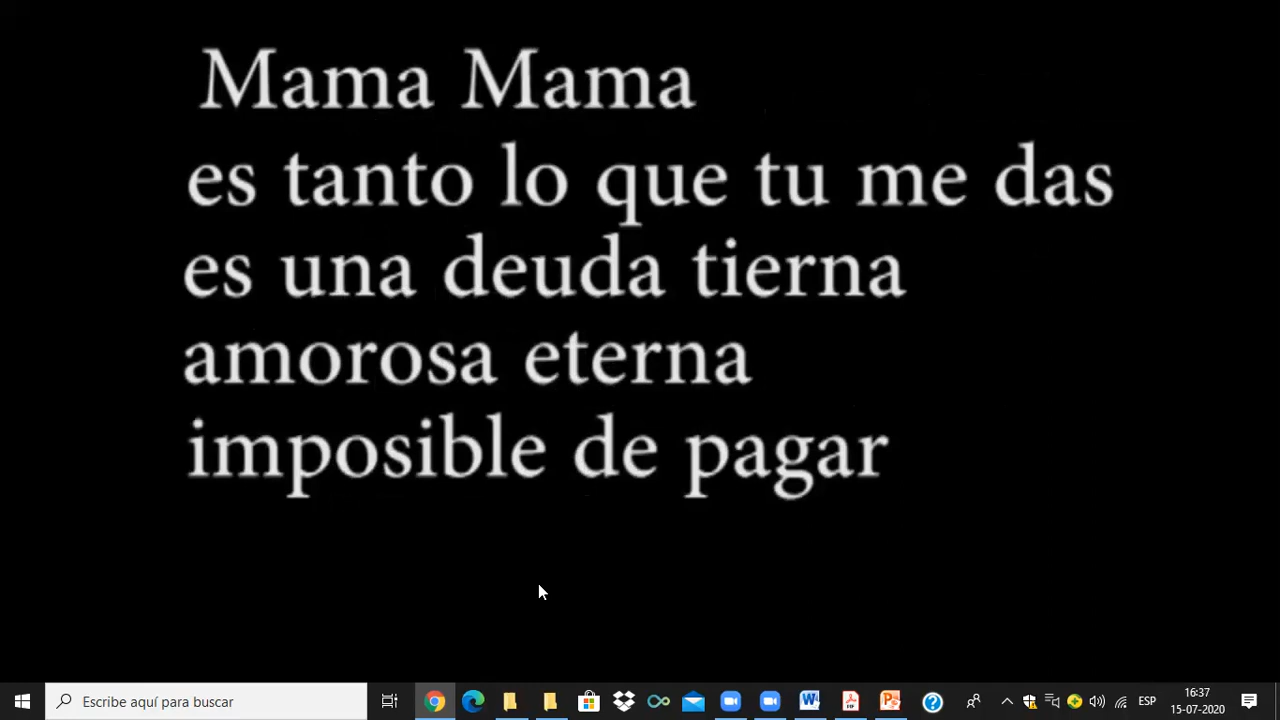 Mama Mama
es tanto lo que tu me das
es una deuda tierna
amorosa eterna
imposible de pagar
Escribe aquí para buscar
ESP
16:37
15-07-2020